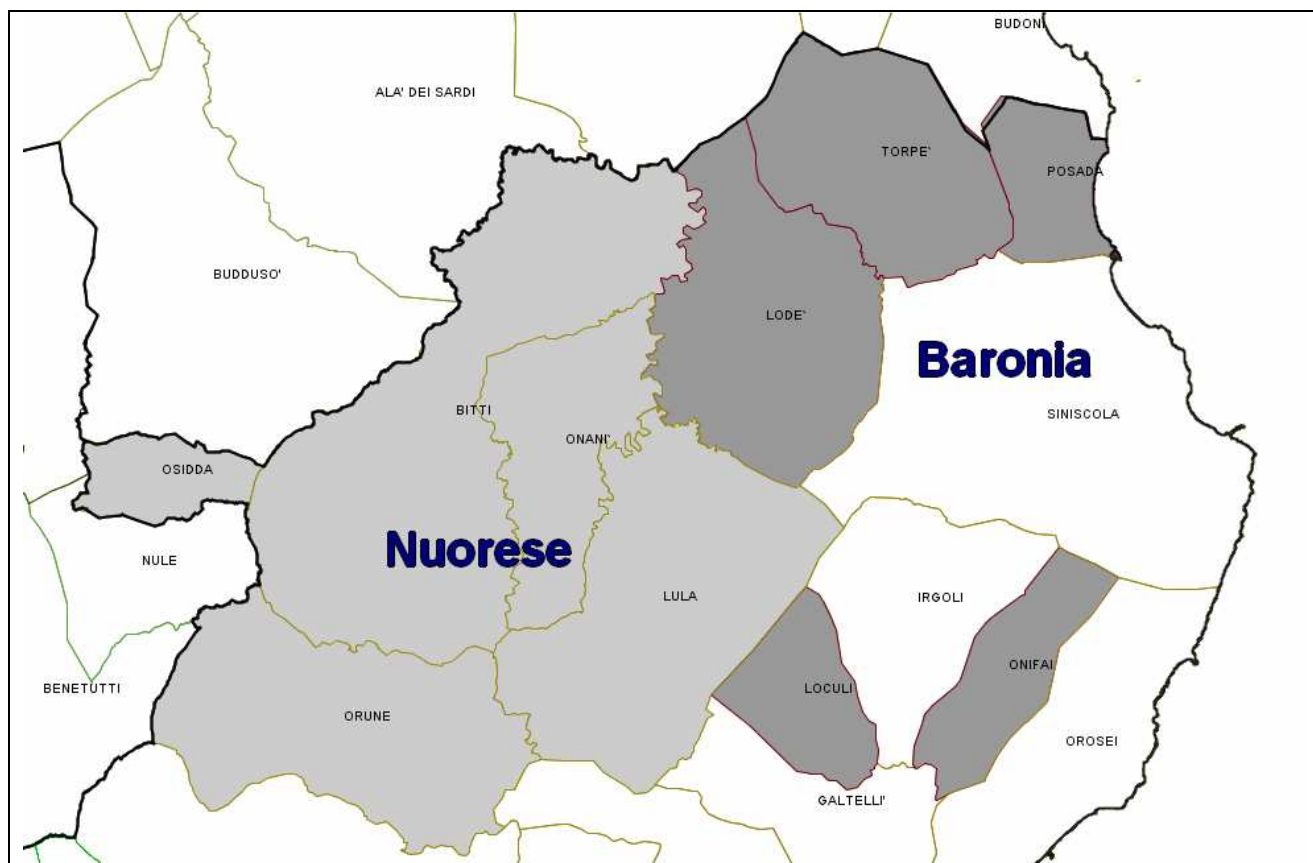 BUDONI
ALA' DEI SARDI
TORPE'
POSADA
BUDDUSO'
LODE'
Baronia
BITTI
SINISCOLA
ONANI'
OSIDDA
Nuorese
NULE
LULA
IRGOLI
ONIFAI
BENETUTTI
LOCULI
ORUNE
OROSEI
GALTELLI'